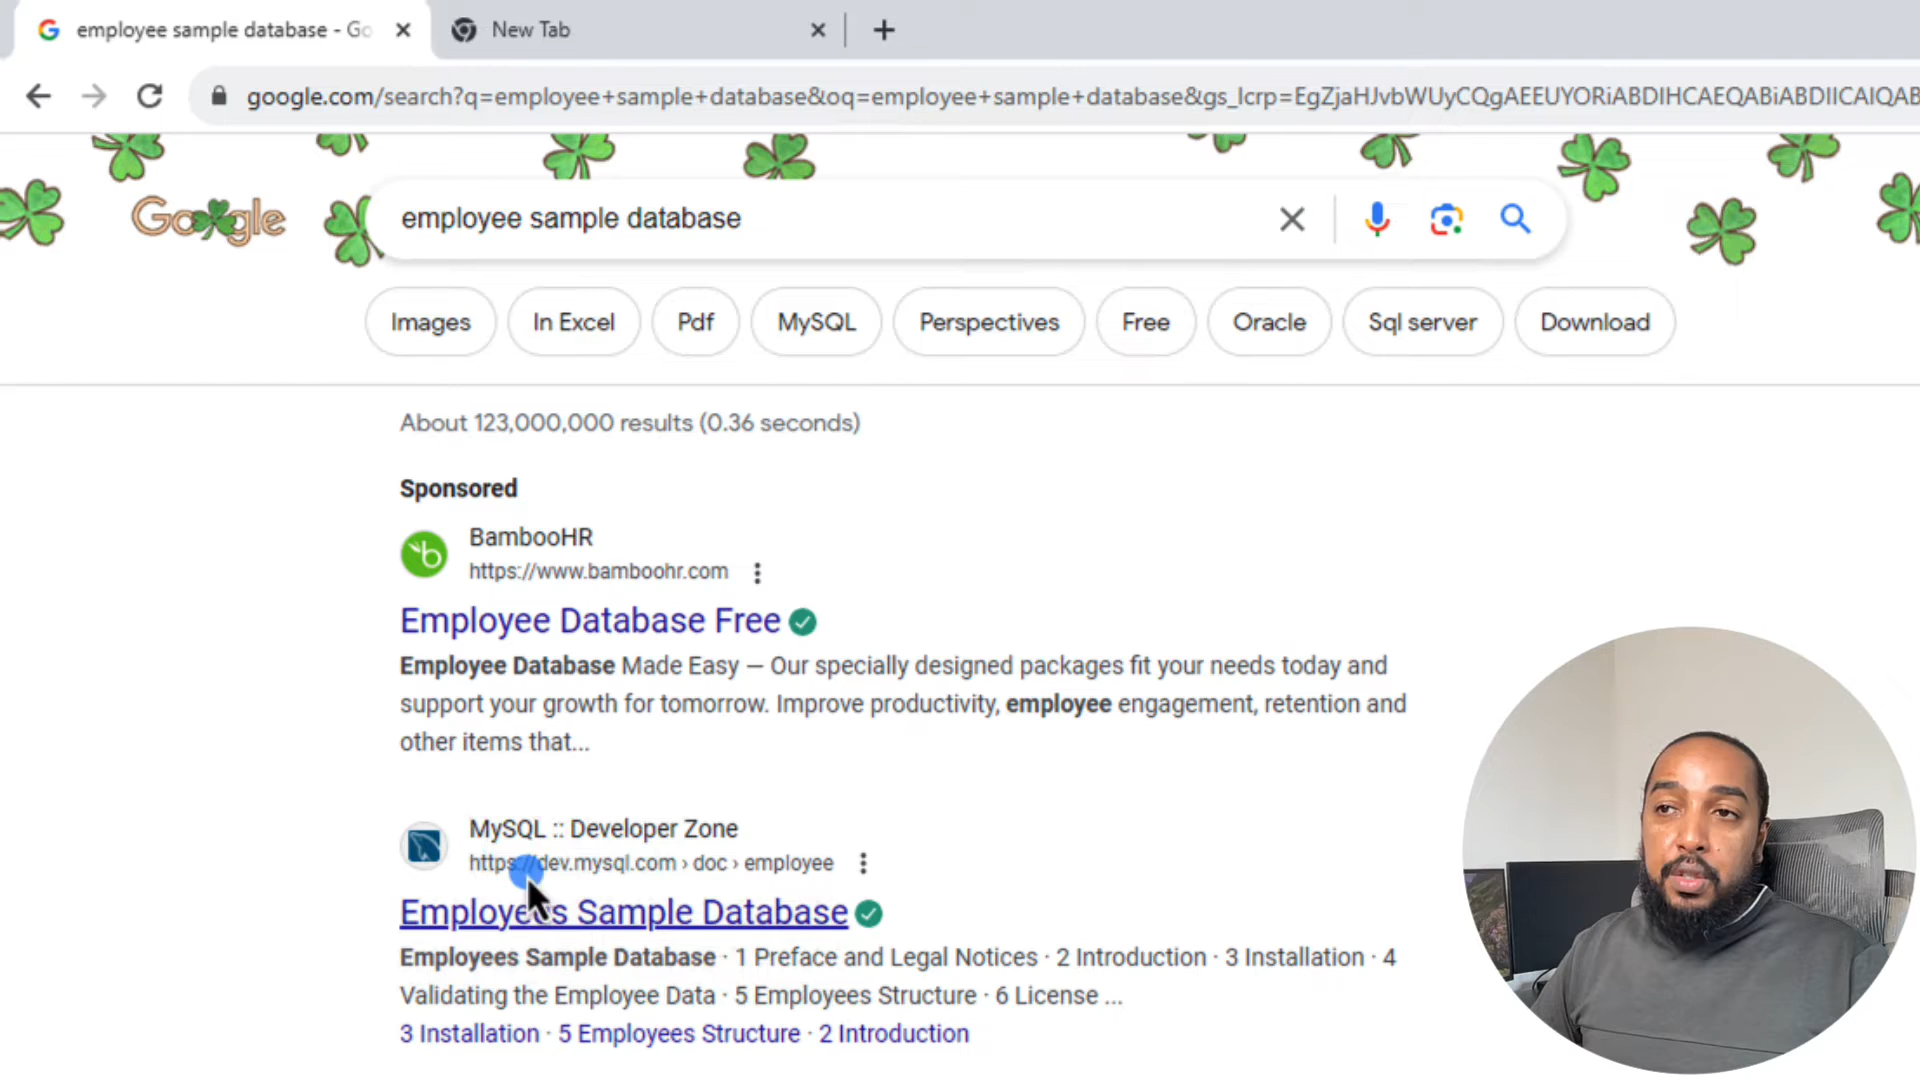 employee sample database - Go
New Tab
google.com/search?q=employee+sample+database&oq=employee+sample+database&gs_lcrp=EgZjaHJvbWUyCQgAEEUYORiABDIHCAEQABiABDIICAIQAB
Google
employee sample database
Images
In Excel
Pdf
MySQL
Perspectives
Free
Oracle
Sql server
Download
About 123,000,000 results (0.36 seconds)
Sponsored
BambooHR
https://www.bamboohr.com
Employee Database Free
Employee Database Made Easy — Our specially designed packages fit your needs today and
support your growth for tomorrow. Improve productivity, employee engagement, retention and
other items that...
MySQL :: Developer Zone
https://dev.mysql.com › doc › employee
Employees Sample Database
Employees Sample Database · 1 Preface and Legal Notices · 2 Introduction · 3 Installation · 4
Validating the Employee Data · 5 Employees Structure · 6 License ...
3 Installation · 5 Employees Structure · 2 Introduction